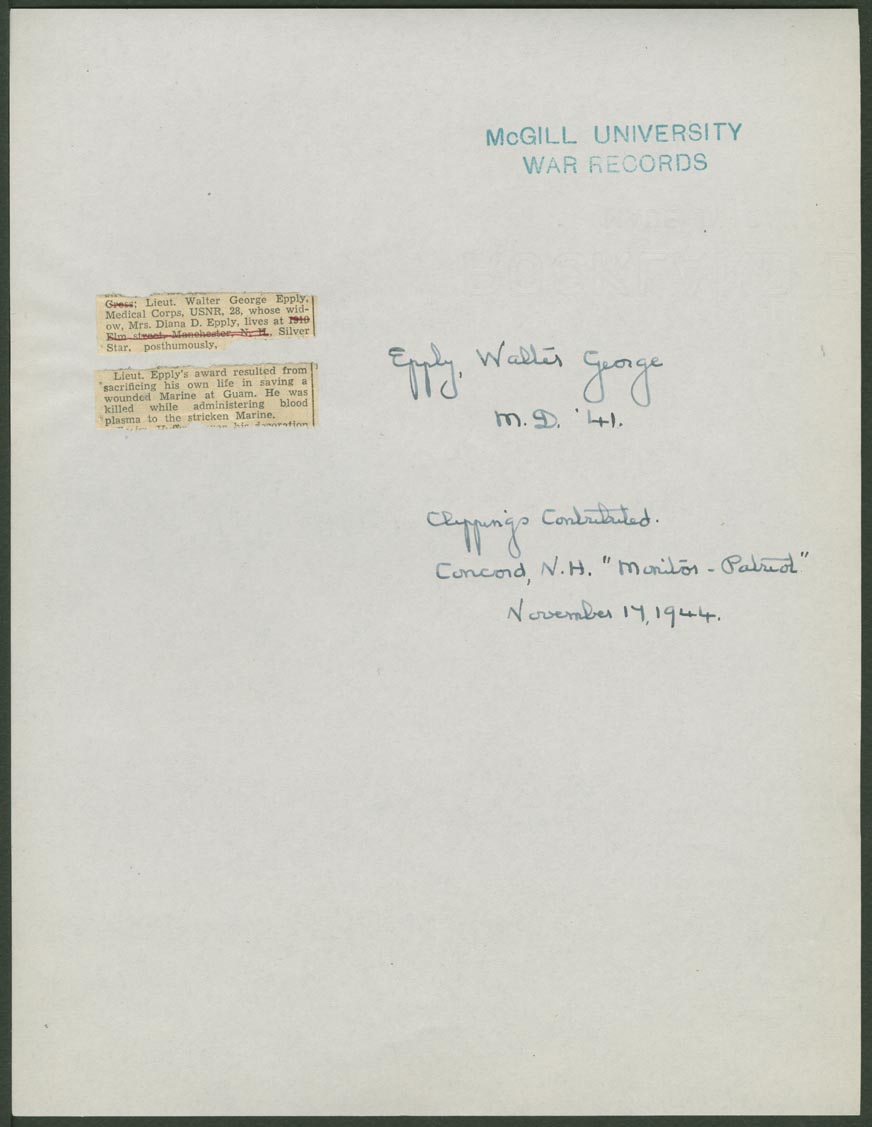 McGILL UNIVERSITY
WAR RECORDS
Cross; Lieut. Walter George Epply,
Medical Corps, USNR, 28, whose wid-
ow, Mrs. Diana D. Epply, lives at 1910
Elm street, Manchester, N. H., Silver
Star, posthumously,
Lieut. Epply's award resulted from
sacrificing his own life in saving a
wounded Marine at Guam. He was
killed while administering blood
plasma to the stricken Marine.
his decoration
Epply, Walter George
M.D. '41.
Clippings Contributed.
Concord, N.H. "Monitor - Patriot"
November 17, 1944.